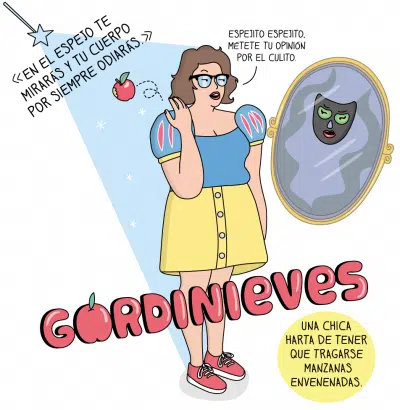 «EN EL ESPEJO TE
MIRARÁS Y TU CUERPO
POR SIEMPRE ODIARÁS.»
ESPEJITO ESPEJITO,
METETE TU OPINIÓN
POR EL CULITO.
GORDINIEVES
UNA CHICA
HARTA DE TENER
QUE TRAGARSE
MANZANAS
ENVENENADAS.